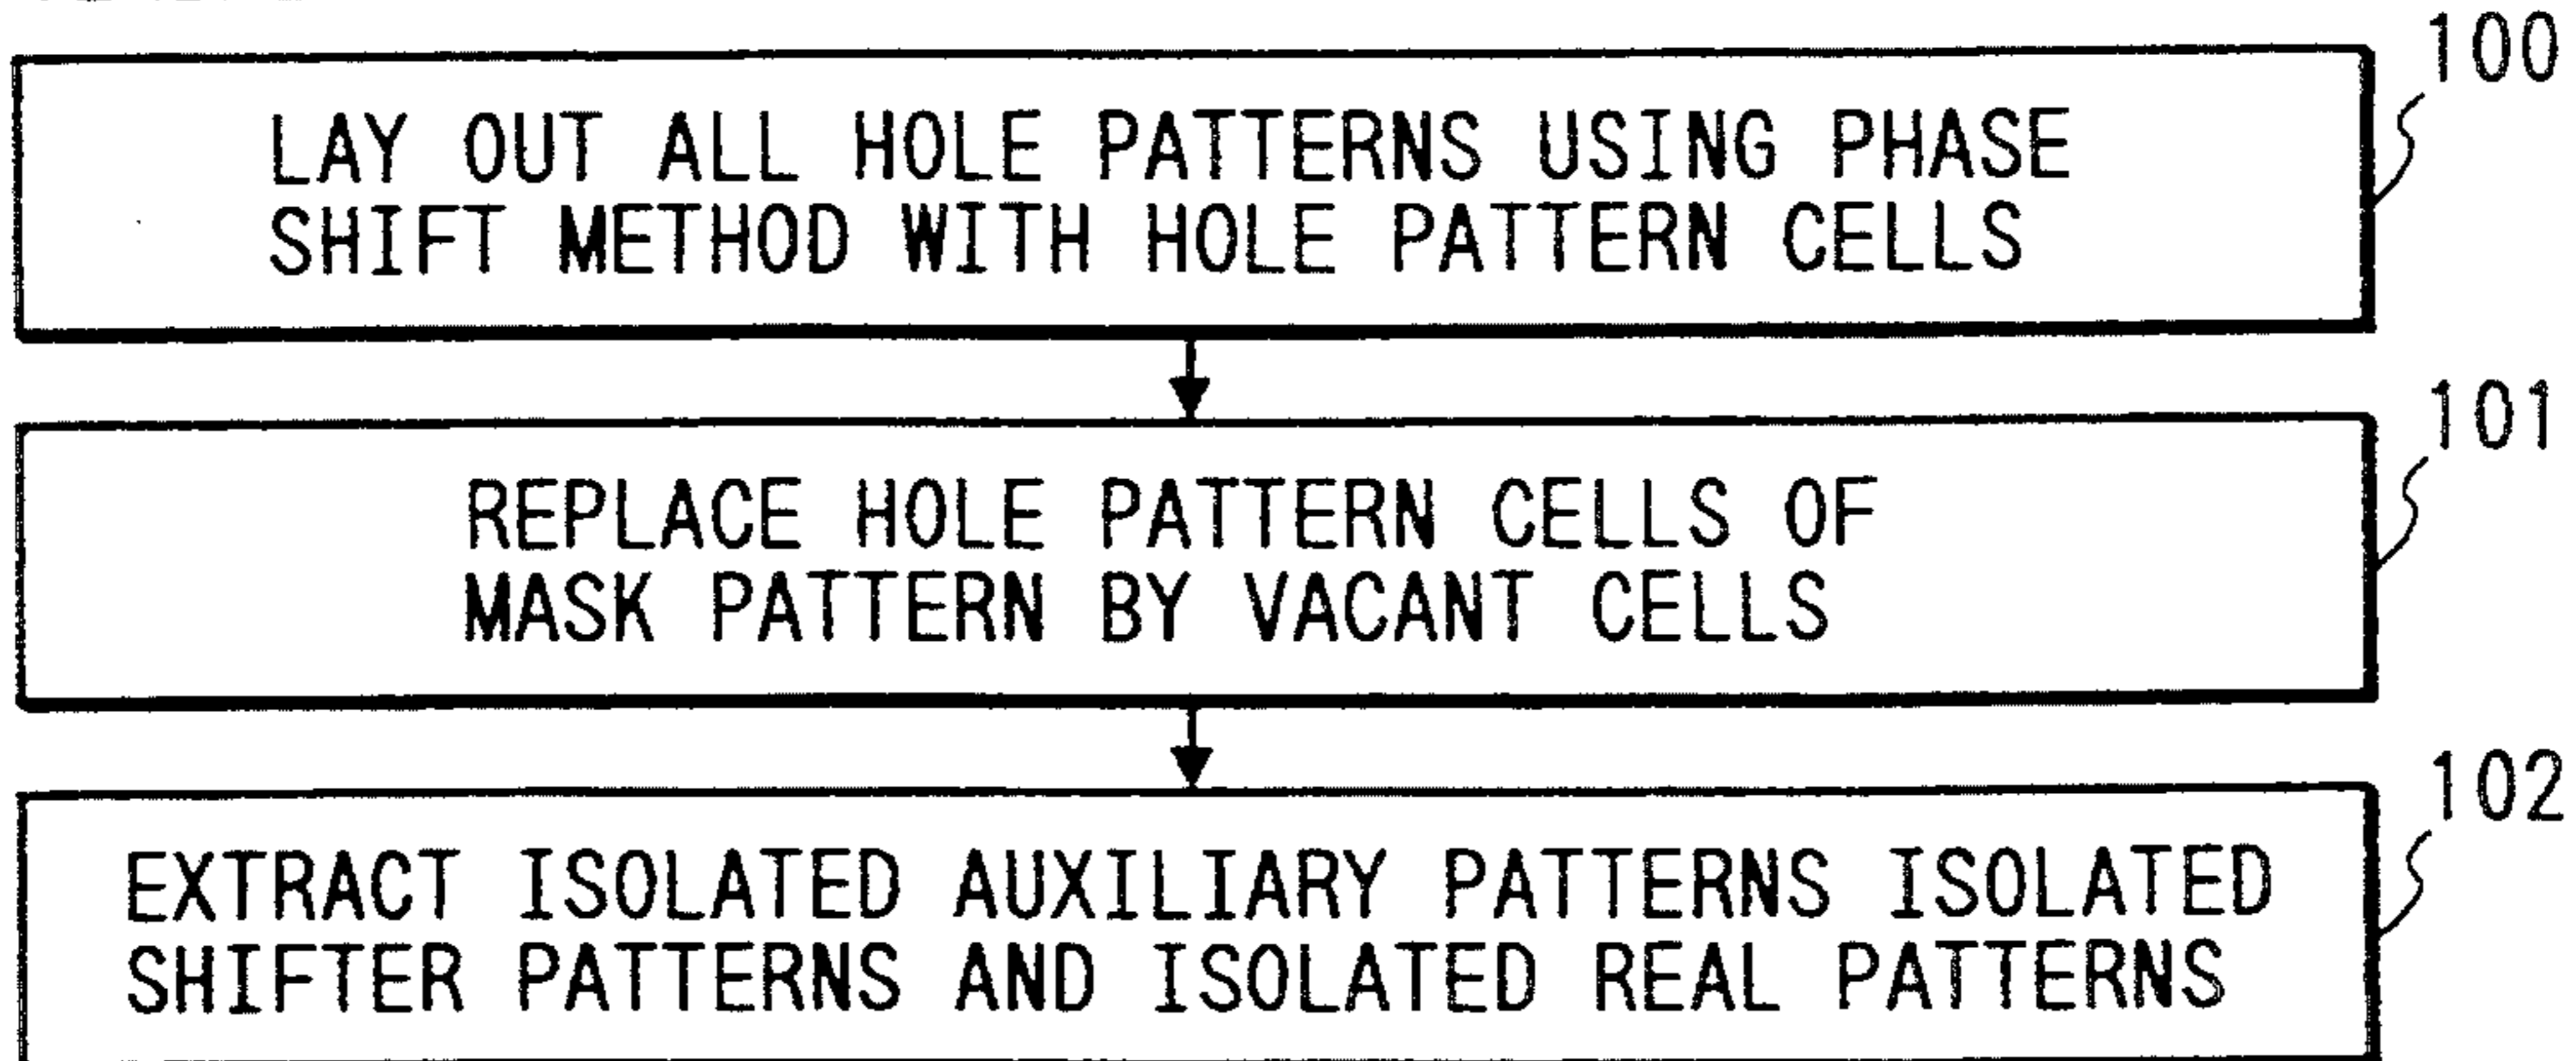 100
LAY OUT ALL HOLE PATTERNS USING PHASE
SHIFT METHOD WITH HOLE PATTERN CELLS
101
REPLACE HOLE PATTERN CELLS OF
MASK PATTERN BY VACANT CELLS
102
EXTRACT ISOLATED AUXILIARY PATTERNS ISOLATED
SHIFTER PATTERNS AND ISOLATED REAL PATTERNS